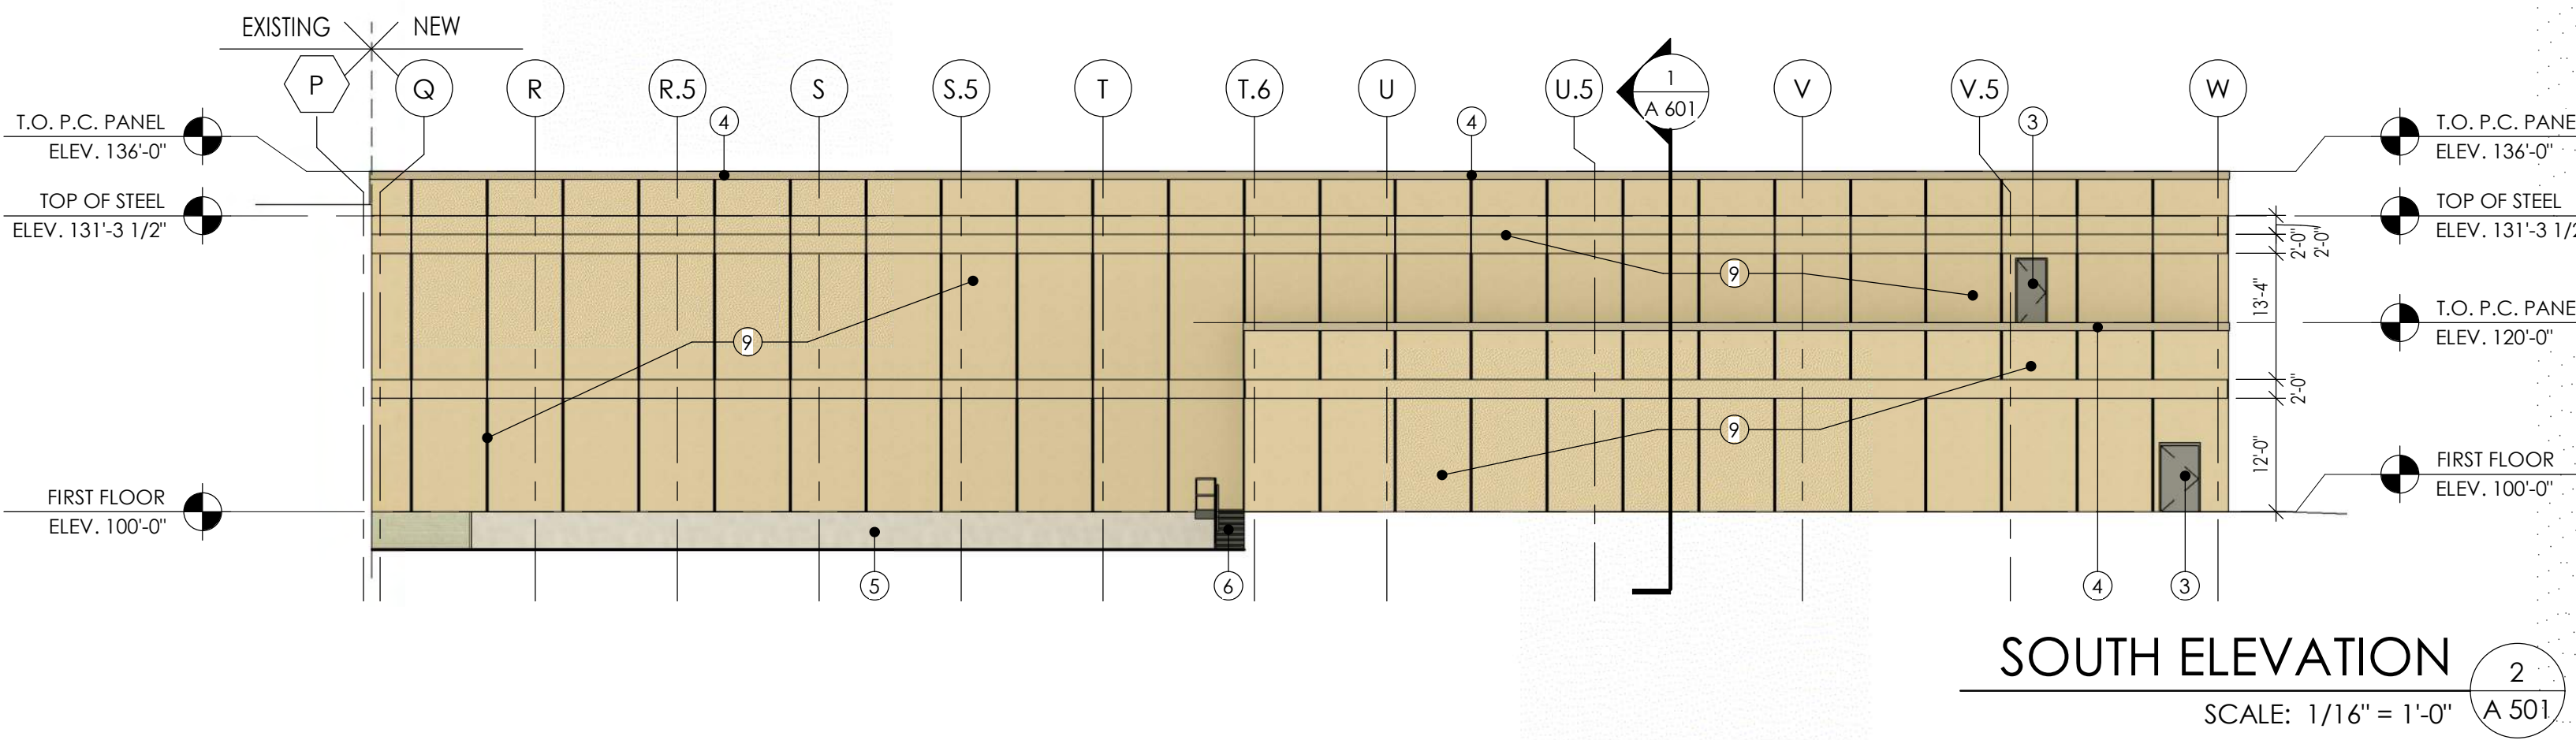 EXISTING NEW
P Q R R.5 S S.5 T T.6 U U.5 V V.5 W
1
A 601
4 4 3
T.O. P.C. PANEL
ELEV. 136'-0"
TOP OF STEEL
ELEV. 131'-3 1/2"
FIRST FLOOR
ELEV. 100'-0"
9
9
9
5 6 4 3
2'-0"
2'-0"
13'-4"
2'-0"
12'-0"
T.O. P.C. PANE
ELEV. 136'-0"
TOP OF STEEL
ELEV. 131'-3 1/2
T.O. P.C. PANE
ELEV. 120'-0"
FIRST FLOOR
ELEV. 100'-0"
SOUTH ELEVATION
SCALE: 1/16" = 1'-0"
2
A 501